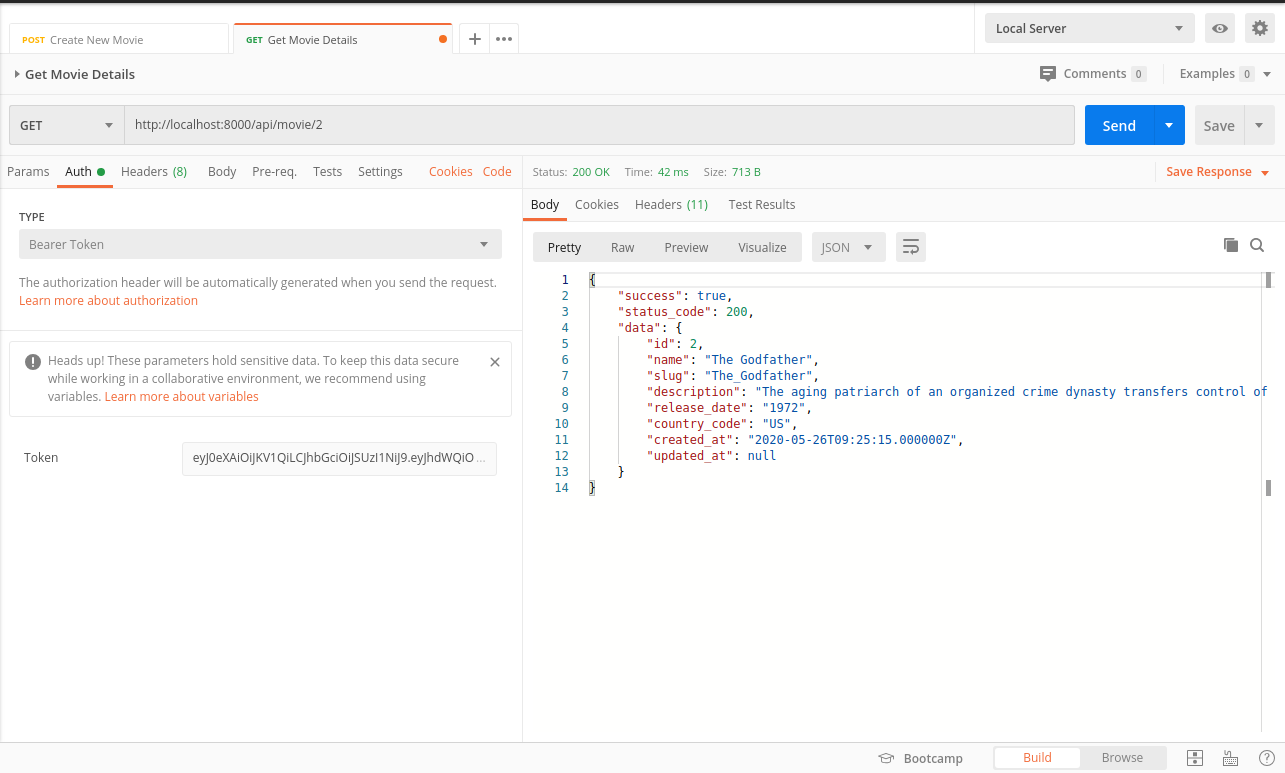 POST Create New Movie
GET Get Movie Details
Local Server
Get Movie Details
Comments 0
Examples 0
GET
http://localhost:8000/api/movie/2
Send
Save
Params Auth Headers (8) Body Pre-req. Tests Settings Cookies Code
Status: 200 OK Time: 42 ms Size: 713 B
Save Response
TYPE
Bearer Token
The authorization header will be automatically generated when you send the request.
Learn more about authorization
Heads up! These parameters hold sensitive data. To keep this data secure
while working in a collaborative environment, we recommend using
variables. Learn more about variables
Token
eyJ0eXAiOiJKV1QiLCJhbGciOiJSUzI1NiJ9.eyJhdWQiO ...
Body Cookies Headers (11) Test Results
Pretty Raw Preview Visualize JSON
1 {
2 "success": true,
3 "status_code": 200,
4 "data": {
5 "id": 2,
6 "name": "The Godfather",
7 "slug": "The_Godfather",
8 "description": "The aging patriarch of an organized crime dynasty transfers control of
9 "release_date": "1972",
10 "country_code": "US",
11 "created_at": "2020-05-26T09:25:15.000000Z",
12 "updated_at": null
13 }
14 }
Bootcamp
Build
Browse